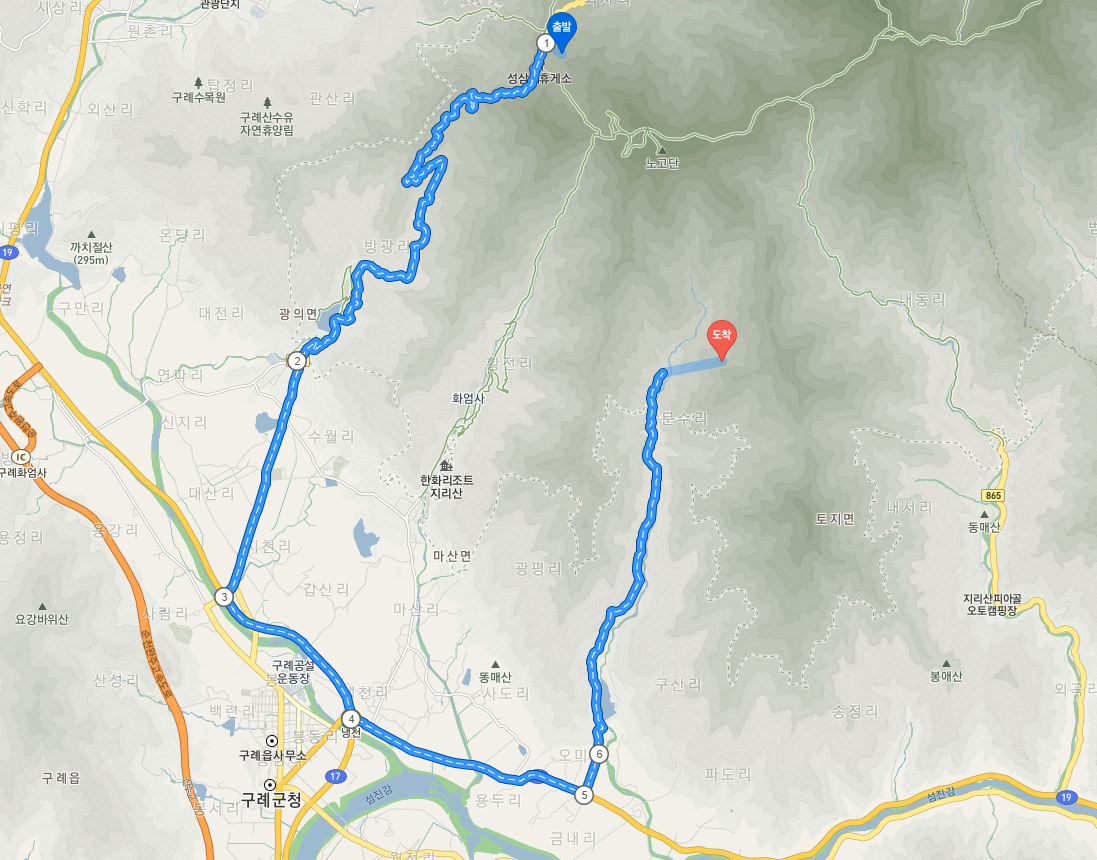 시상리
관광단지
원촌리
출발
1
성삼
휴게소
탑정리
구례수목원
관산리
신학리
외산리
구례산수유
자연휴양림
노고단
온당리
방광리
까치절산
(295m)
19
구만리
대전리
광의면
내동리
도착
2
황전리
연파리
화엄사
문수리
신지리
수월리
IC
구례화엄사
한화리조트
지리산
대산리
865
내서리
토지면
동매산
용강리
용정리
마산면
광평리
갑산리
지리산피아골
오토캠핑장
3
마산리
사림리
요강바위산
구례공설
운동장
똥매산
봉애산
산성리
사도리
구산리
외곡리
백련리
냉천리
송정리
4
냉천
봉동리
구례읍사무소
오미
6
구례읍
17
파도리
섬진강
5
용두리
구례군청
섬진강
19
금내리
원전리